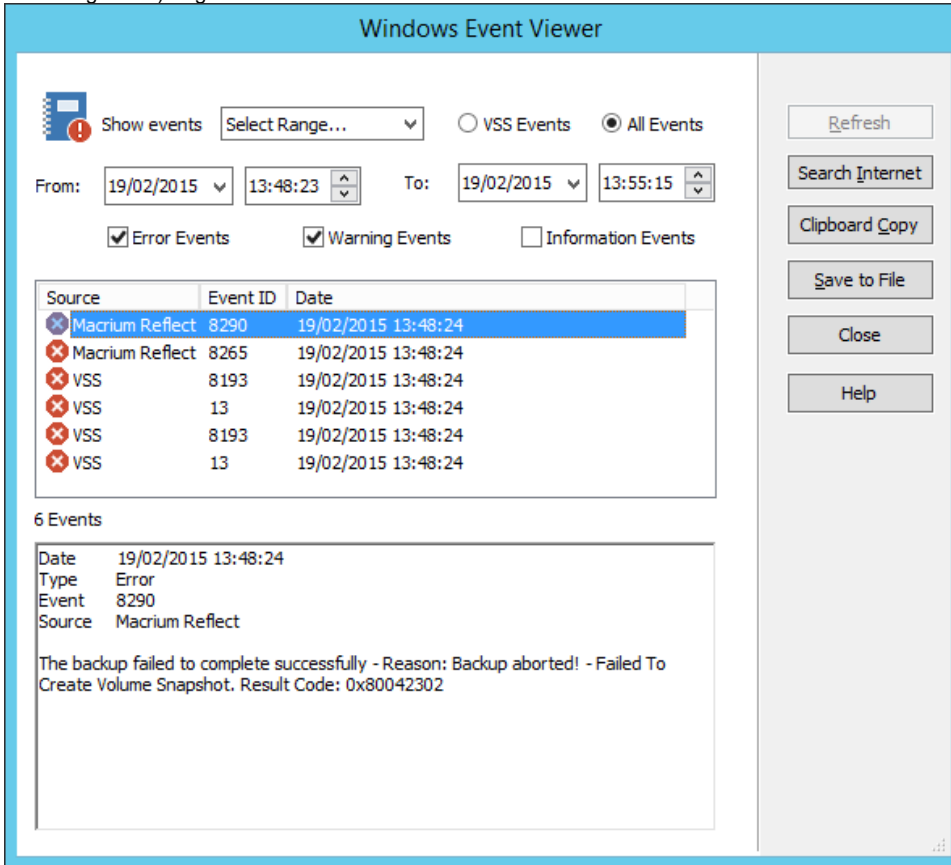 Windows Event Viewer
Show events Select Range... VSS Events All Events
From: 19/02/2015 13:48:23 To: 19/02/2015 13:55:15
Error Events Warning Events Information Events
Refresh
Search Internet
Clipboard Copy
Save to File
Close
Help
Source Event ID Date
Macrium Reflect 8290 19/02/2015 13:48:24
Macrium Reflect 8265 19/02/2015 13:48:24
VSS 8193 19/02/2015 13:48:24
VSS 13 19/02/2015 13:48:24
VSS 8193 19/02/2015 13:48:24
VSS 13 19/02/2015 13:48:24
6 Events
Date 19/02/2015 13:48:24
Type Error
Event 8290
Source Macrium Reflect
The backup failed to complete successfully - Reason: Backup aborted! - Failed To
Create Volume Snapshot. Result Code: 0x80042302